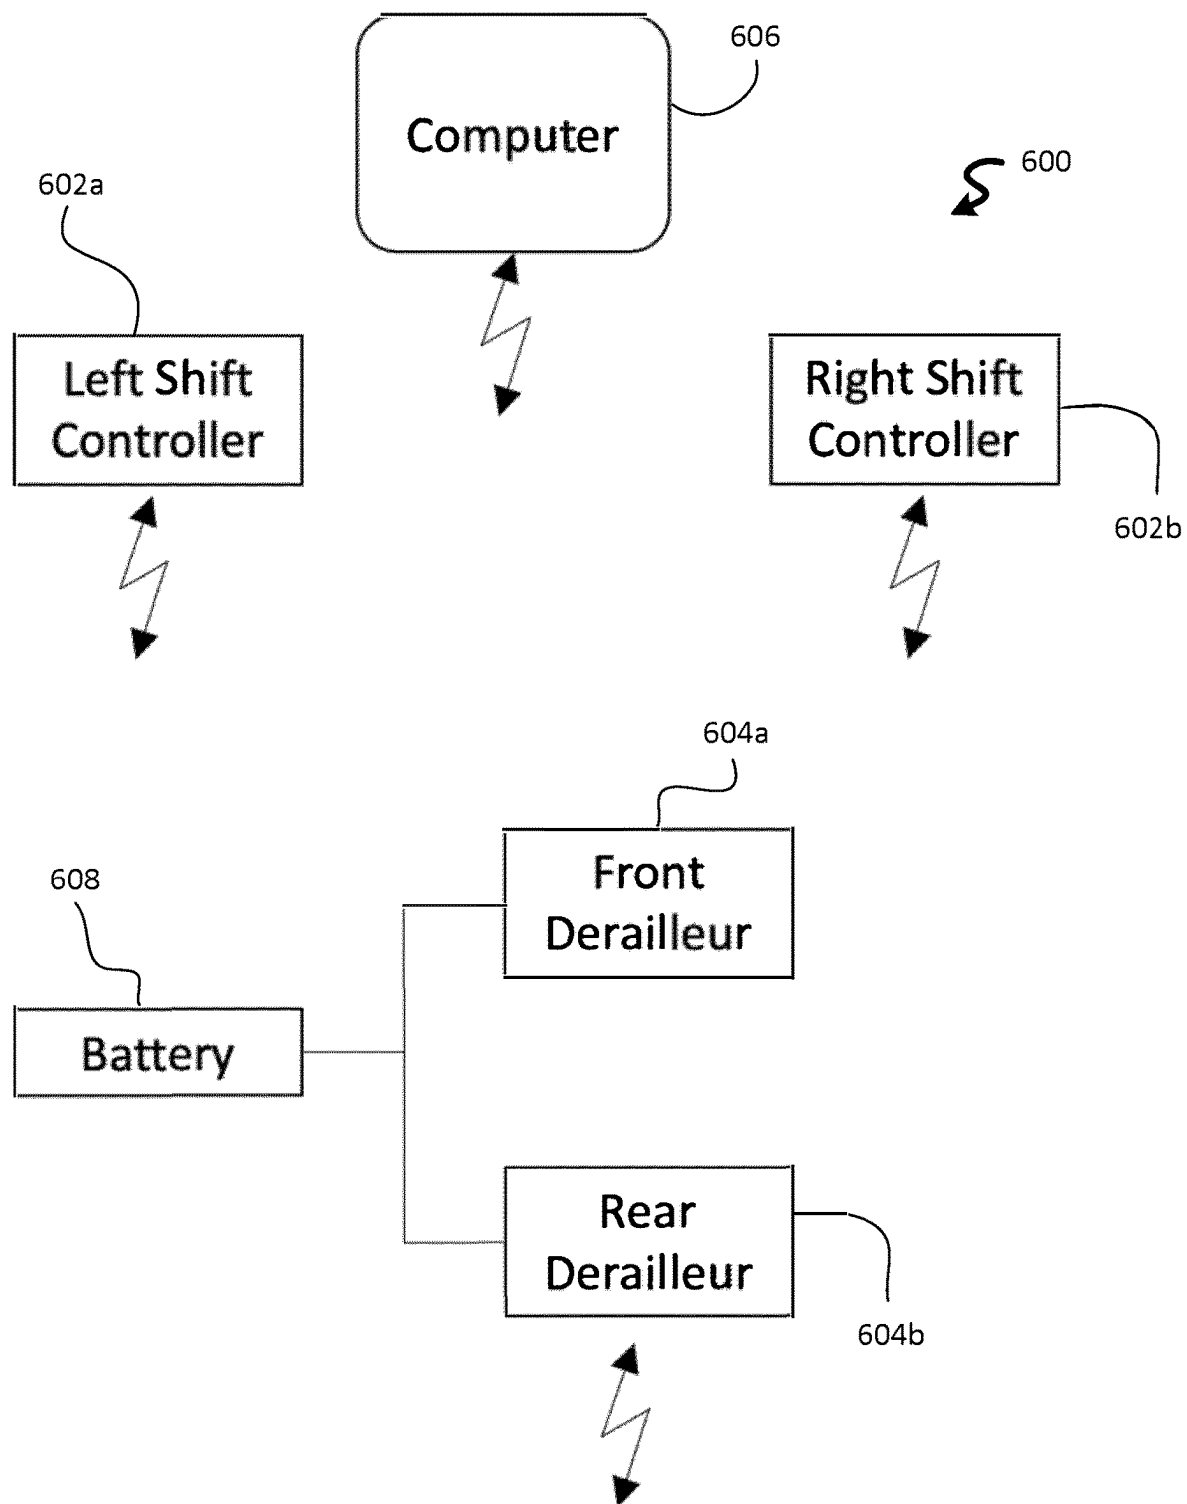 606
Computer
600
602a
Left Shift
Controller
Right Shift
Controller
602b
604a
Front
Derailleur
608
Battery
Rear
Derailleur
604b